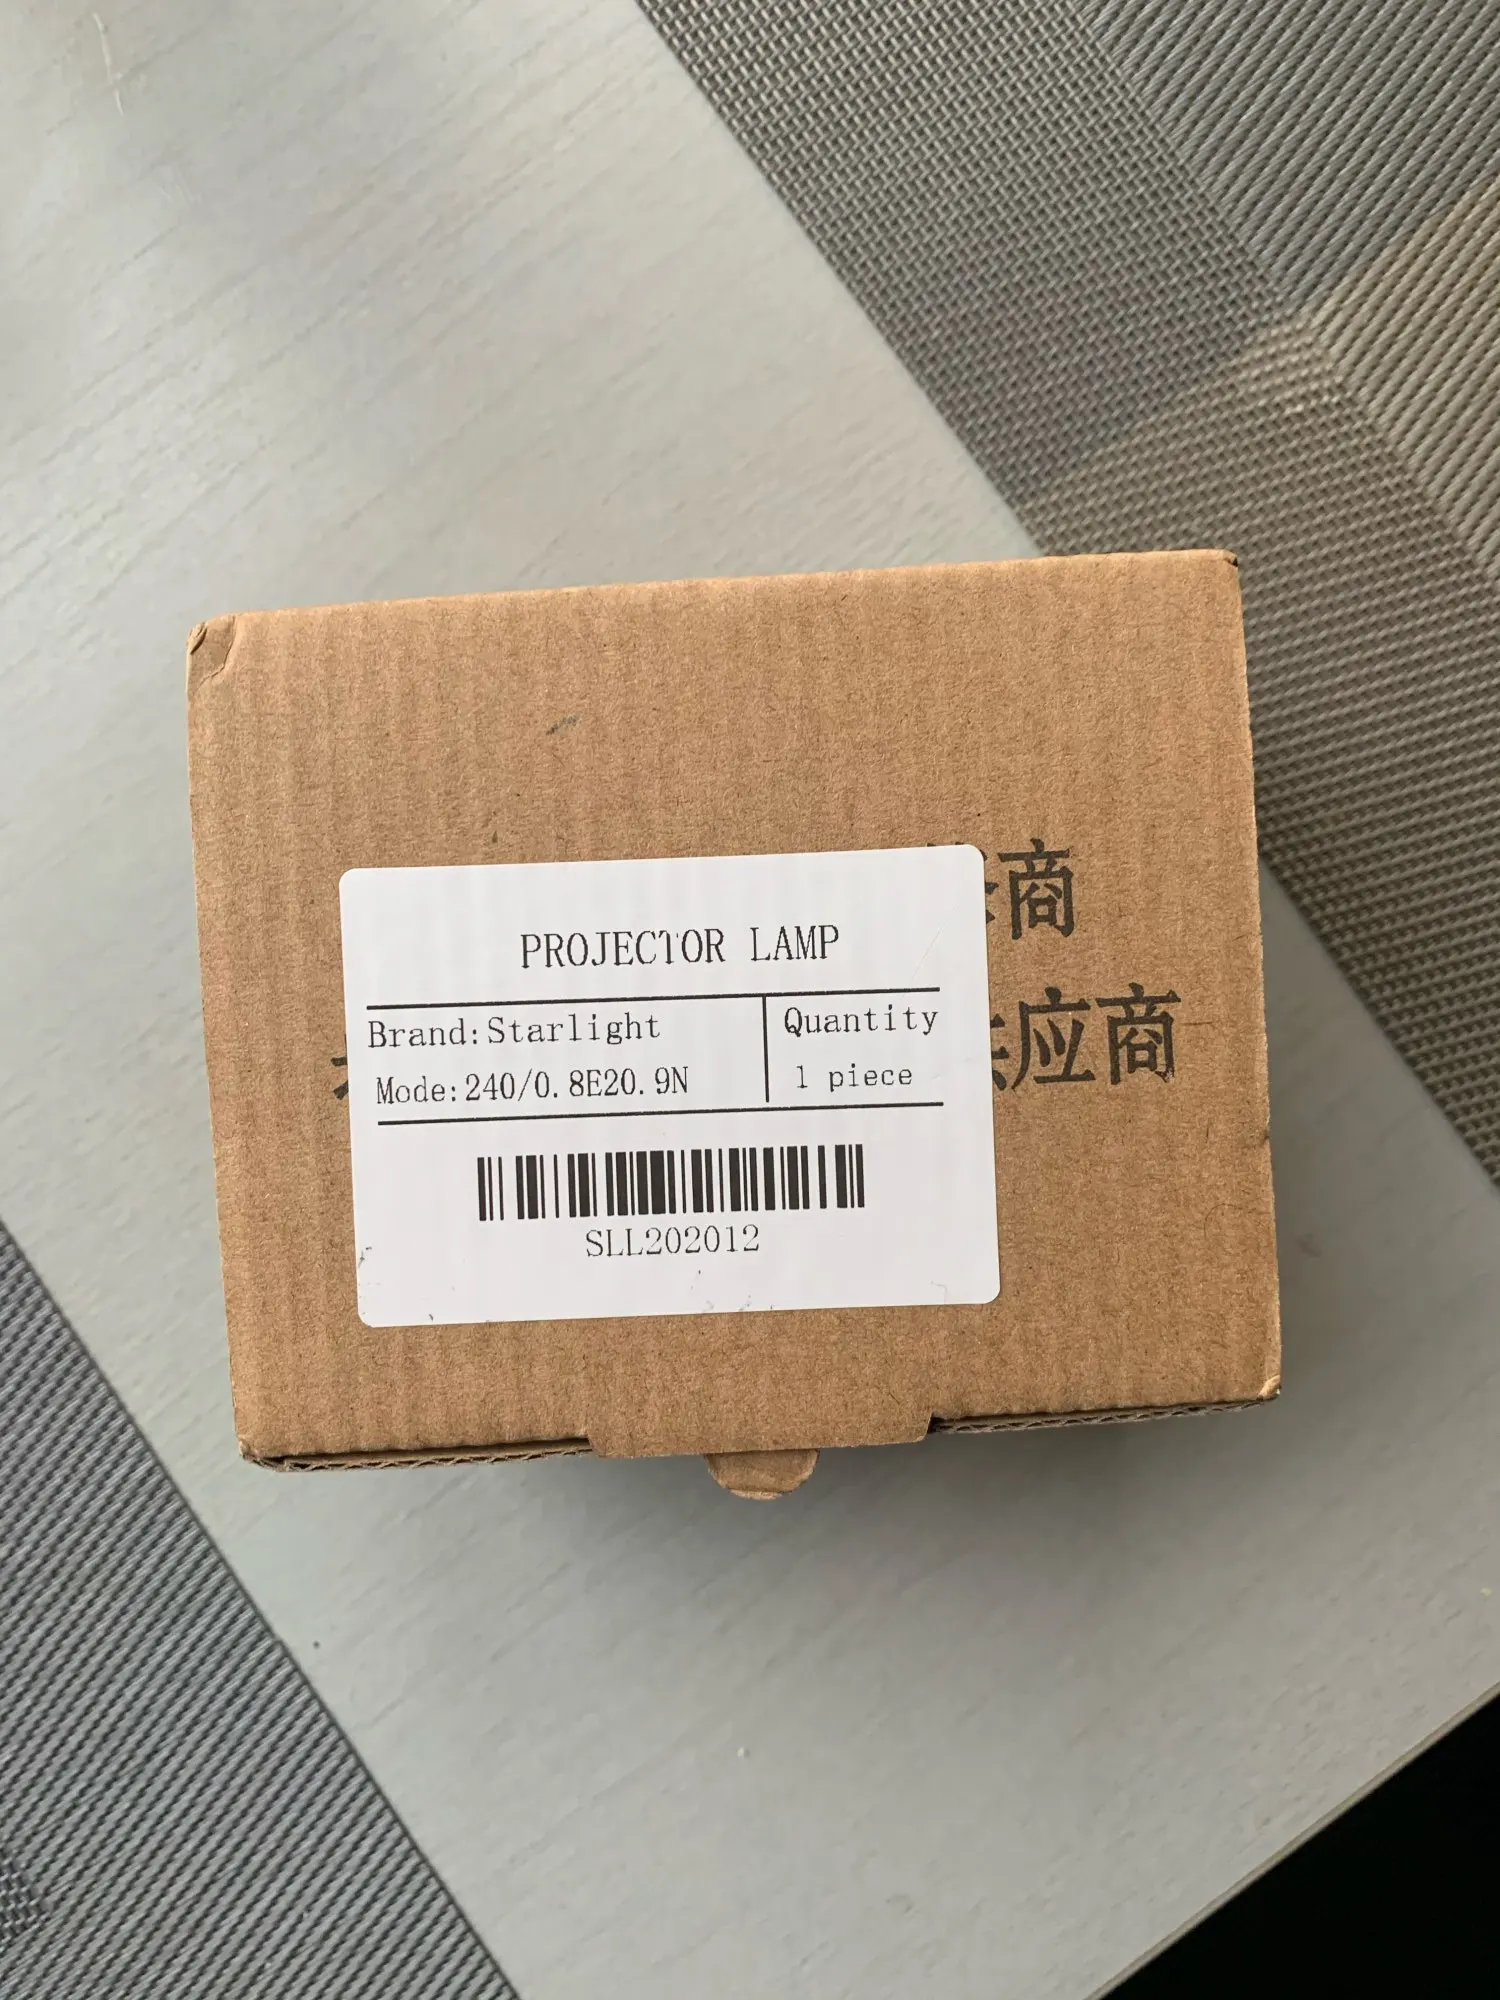 商
应商
PROJECTOR LAMP
Brand:Starlight
Quantity
Mode:240/0.8E20.9N
1 piece
SLL202012